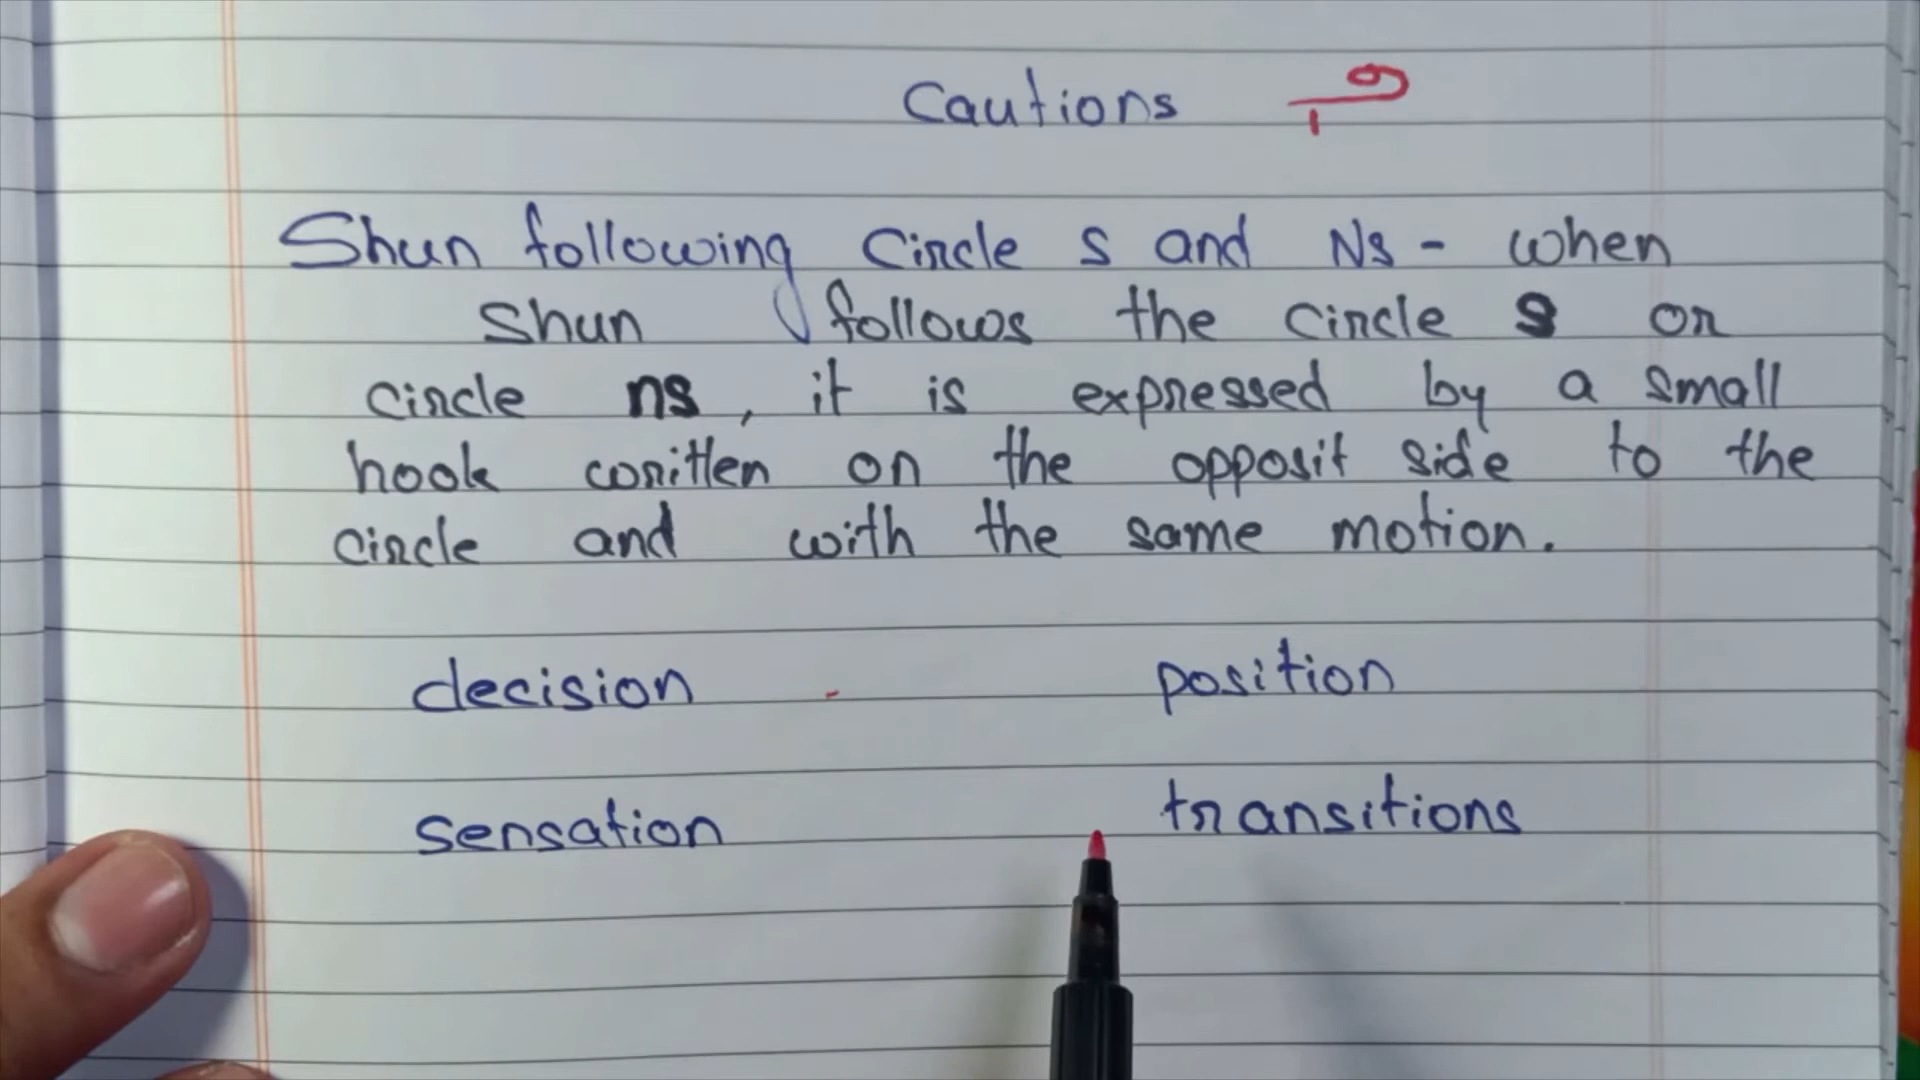 Cautions
Shun following Circle s and Ns - when
Shun follows the circle s or
circle ns, it is expressed by a small
hook written on the opposit side to the
circle and with the same motion.
decision position
sensation transitions